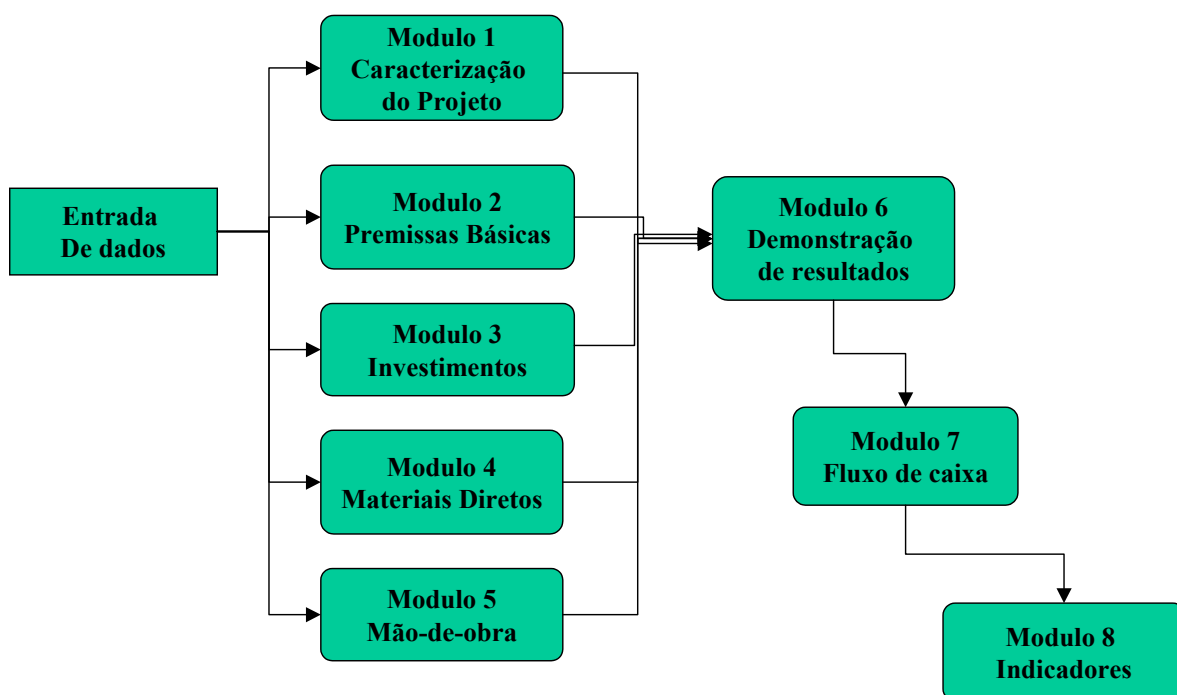 Entrada
De dados
Modulo 1
Caracterização
do Projeto
Modulo 2
Premissas Básicas
Modulo 3
Investimentos
Modulo 4
Materiais Diretos
Modulo 5
Mão-de-obra
Modulo 6
Demonstração
de resultados
Modulo 7
Fluxo de caixa
Modulo 8
Indicadores